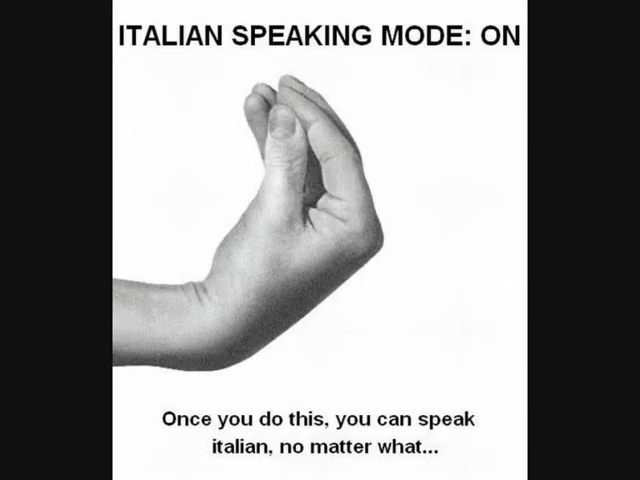 ITALIAN SPEAKING MODE: ON
Once you do this, you can speak
italian, no matter what...